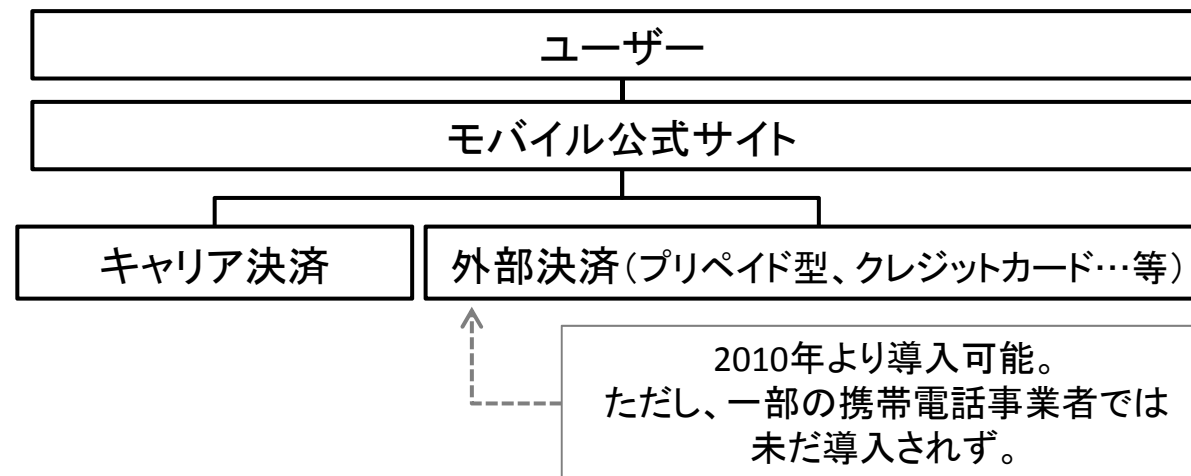 ユーザー
モバイル公式サイト
キャリア決済
外部決済(プリペイド型、クレジットカード…等)
2010年より導入可能。
ただし、一部の携帯電話事業者では
未だ導入されず。